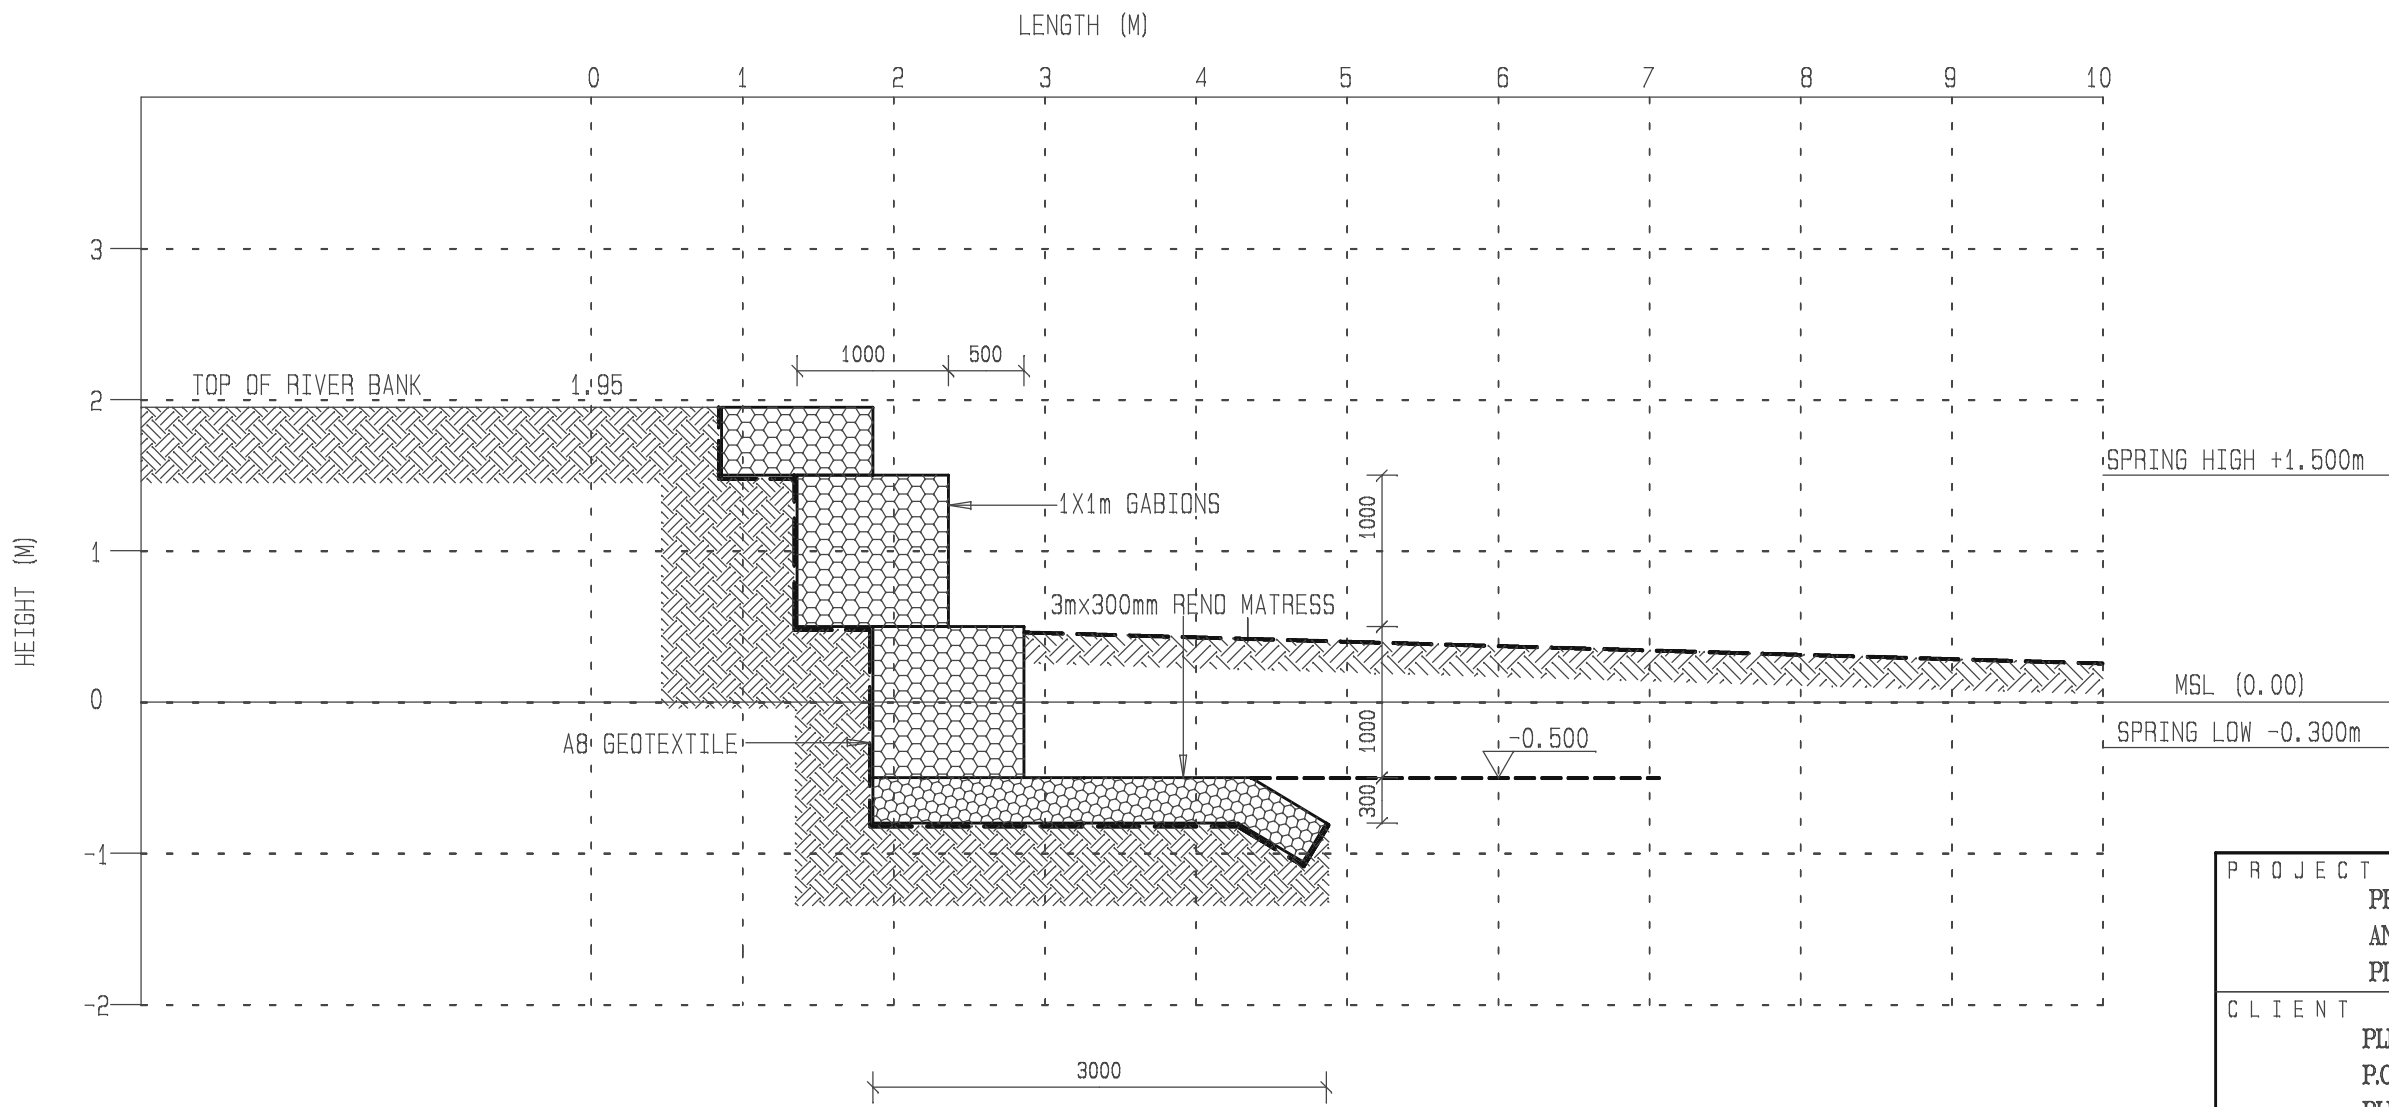 LENGTH (M)
0 1 2 3 4 5 6 7 8 9 10
3
1000 500
TOP OF RIVER BANK 1.95
2
SPRING HIGH +1.500m
1X1m GABIONS
1000
1
HEIGHT (M)
3mx300mm RENO MATRESS
0
MSL (0.00)
1000
SPRING LOW -0.300m
A8 GEOTEXTILE
-0.500
300
-1
PROJECT
-2
CLIENT
3000